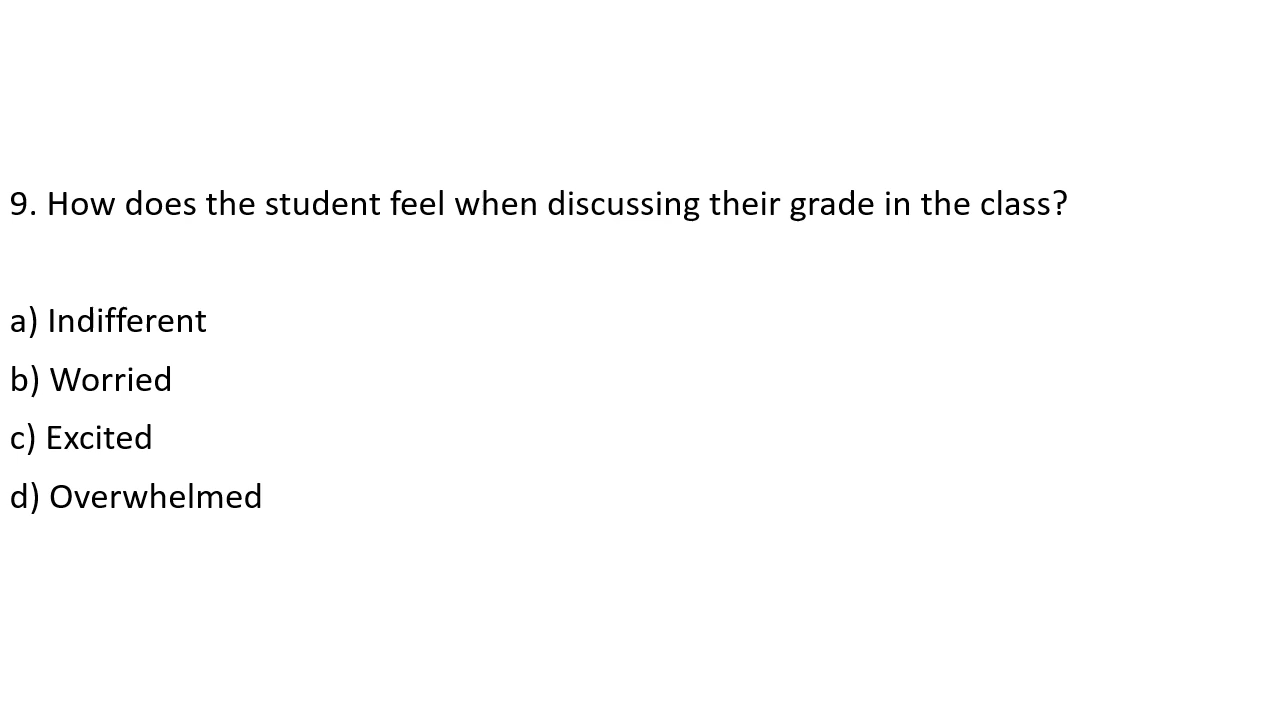 9. How does the student feel when discussing their grade in the class?
a) Indifferent
b) Worried
c) Excited
d) Overwhelmed